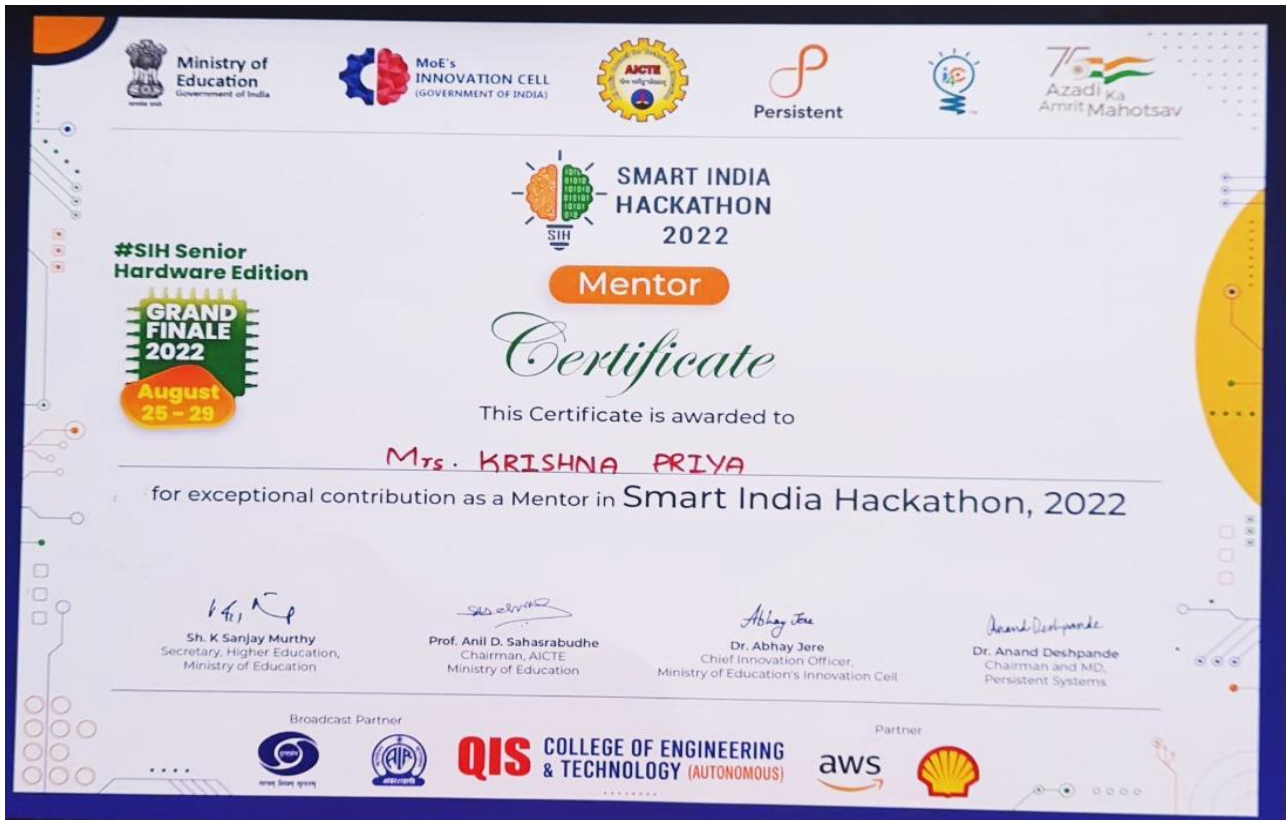 Ministry of
Education
Government of India
MoE's
INNOVATION CELL
(GOVERNMENT OF INDIA)
AICTE
Persistent
75
Azadi Ka
Amrit Mahotsav
SMART INDIA
HACKATHON
2022
SIH
#SIH Senior
Hardware Edition
GRAND
FINALE
2022
August
25 – 29
Mentor
Certificate
This Certificate is awarded to
Mrs. KRISHNA PRIYA
for exceptional contribution as a Mentor in Smart India Hackathon, 2022
Abhay Jere
Anand Deshpande
Sh. K Sanjay Murthy
Secretary, Higher Education,
Ministry of Education
Prof. Anil D. Sahasrabudhe
Chairman, AICTE
Ministry of Education
Dr. Abhay Jere
Chief Innovation Officer,
Ministry of Education's Innovation Cell
Dr. Anand Deshpande
Chairman and MD,
Persistent Systems
Broadcast Partner
Partner
AIR
QIS COLLEGE OF ENGINEERING
& TECHNOLOGY (AUTONOMOUS)
aws